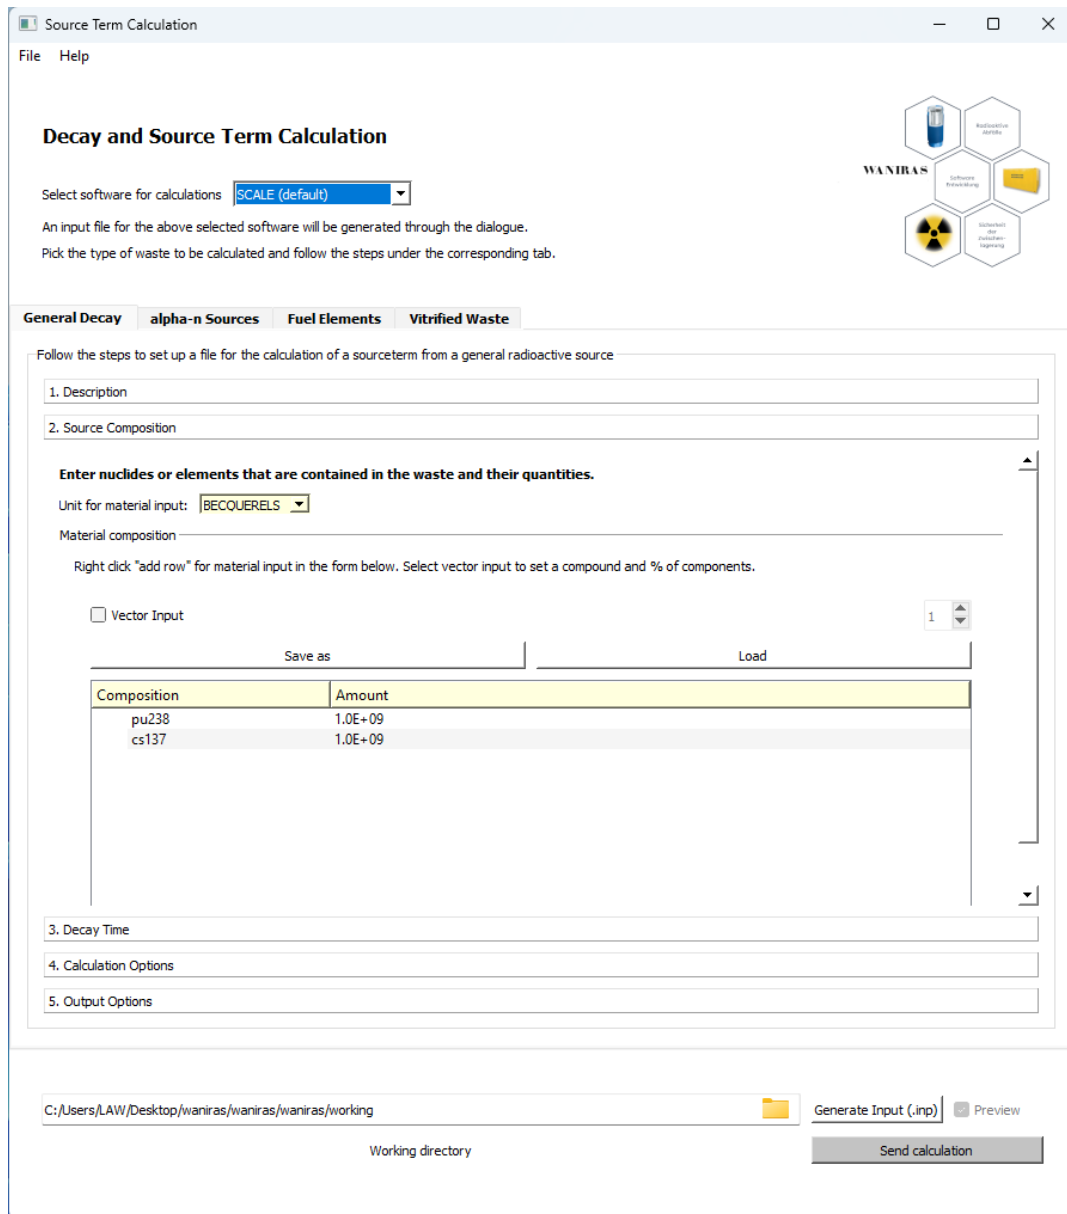 Source Term Calculation
File Help
Decay and Source Term Calculation
Select software for calculations SCALE (default)
An input file for the above selected software will be generated through the dialogue.
Pick the type of waste to be calculated and follow the steps under the corresponding tab.
WANIRAS
Radioaktive
Abfälle
Software
Entwicklung
Sicherheit
der
Zwischen-
lagerung
General Decay alpha-n Sources Fuel Elements Vitrified Waste
Follow the steps to set up a file for the calculation of a sourceterm from a general radioactive source
1. Description
2. Source Composition
Enter nuclides or elements that are contained in the waste and their quantities.
Unit for material input: BECQUERELS
Material composition
Right click "add row" for material input in the form below. Select vector input to set a compound and % of components.
Vector Input 1
Save as Load
Composition Amount
pu238 1.0E+09
cs137 1.0E+09
3. Decay Time
4. Calculation Options
5. Output Options
C:/Users/LAW/Desktop/waniras/waniras/waniras/working Generate Input (.inp) Preview
Working directory Send calculation